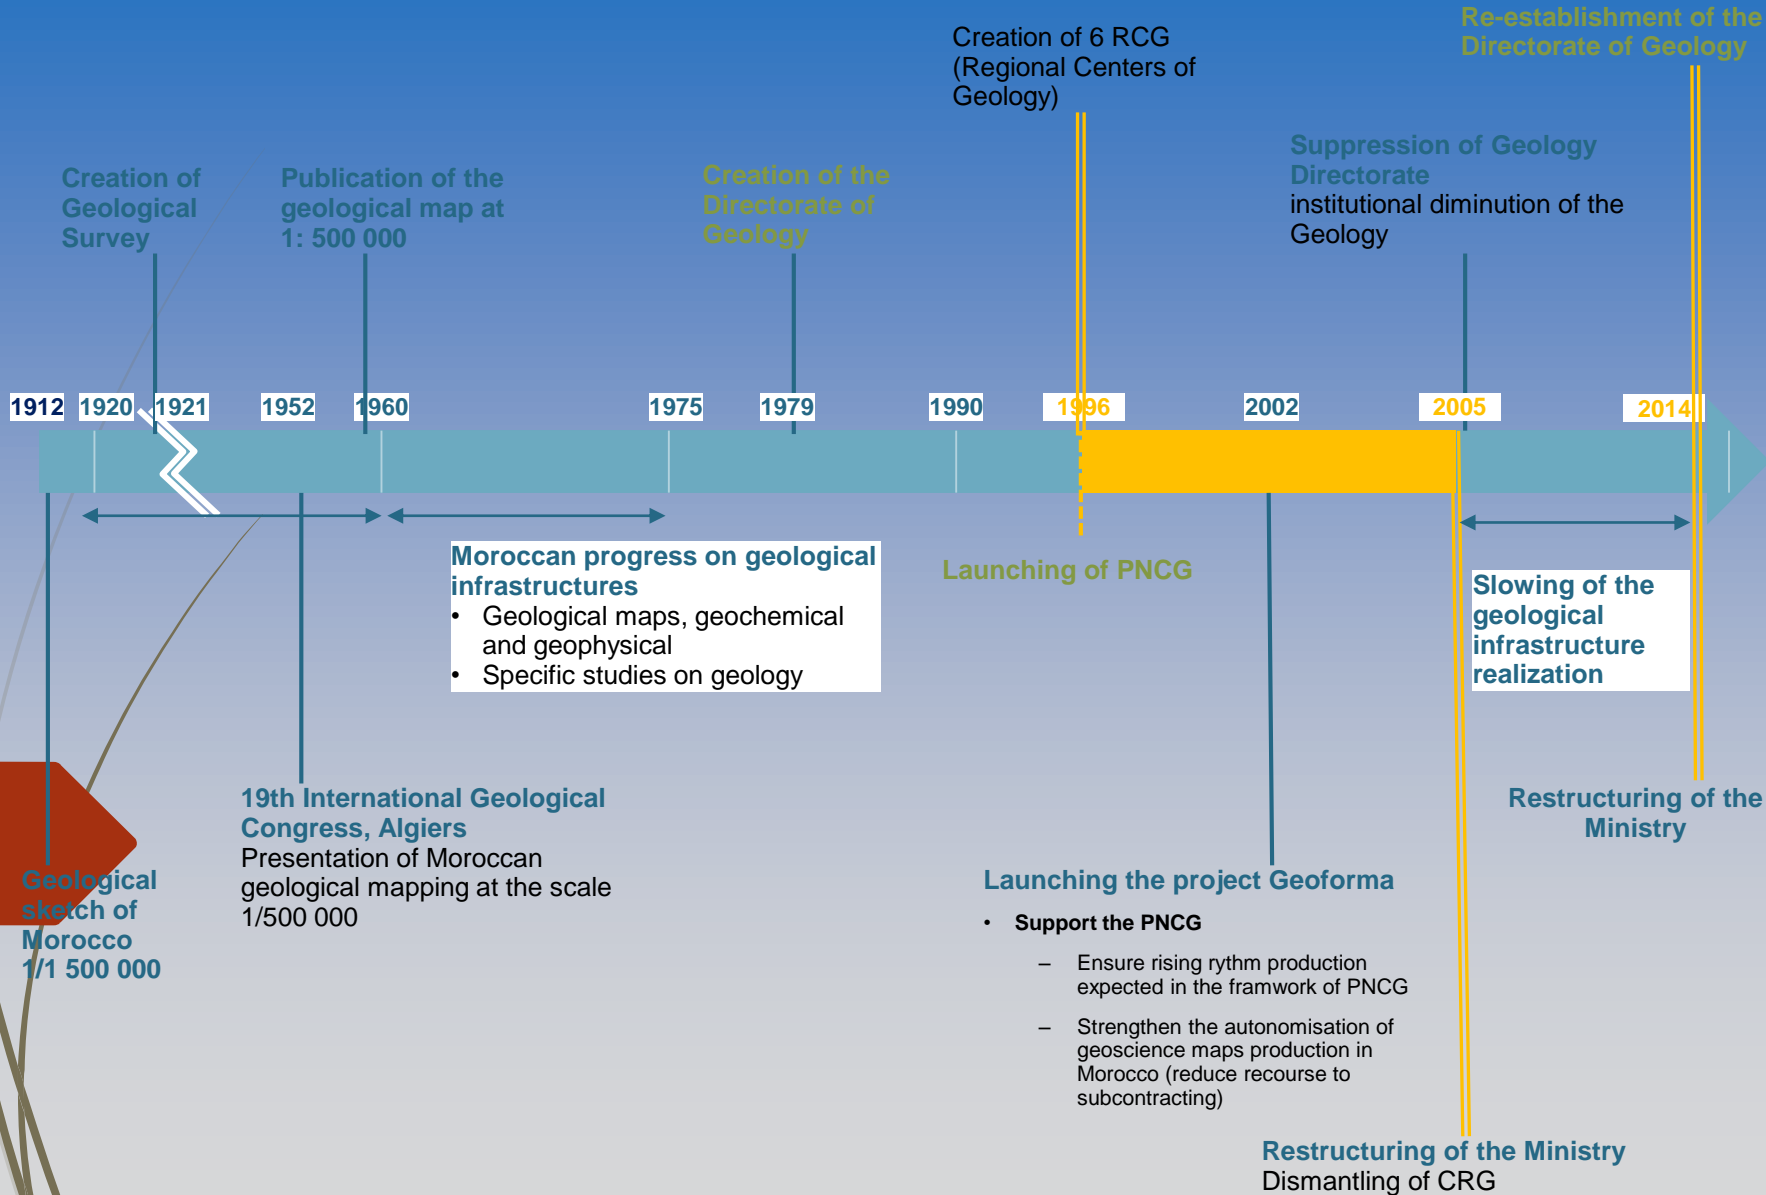 Re-establishment of the
Directorate of Geology
Creation of 6 RCG
(Regional Centers of
Geology)
Suppression of Geology
Directorate
institutional diminution of the
Geology
Creation of
Geological
Survey
Publication of the
geological map at
1: 500 000
Creation of the
Directorate of
Geology
1912 1920 1921 1952 1960 1975 1979 1990 1996 2002 2005 2014
Moroccan progress on geological
infrastructures
• Geological maps, geochemical
and geophysical
• Specific studies on geology
Launching of PNCG
Slowing of the
geological
infrastructure
realization
19th International Geological
Congress, Algiers
Presentation of Moroccan
geological mapping at the scale
1/500 000
Restructuring of the
Ministry
Geological
sketch of
Morocco
1/1 500 000
Launching the project Geoforma
• Support the PNCG
– Ensure rising rythm production
expected in the framwork of PNCG
– Strengthen the autonomisation of
geoscience maps production in
Morocco (reduce recourse to
subcontracting)
Restructuring of the Ministry
Dismantling of CRG